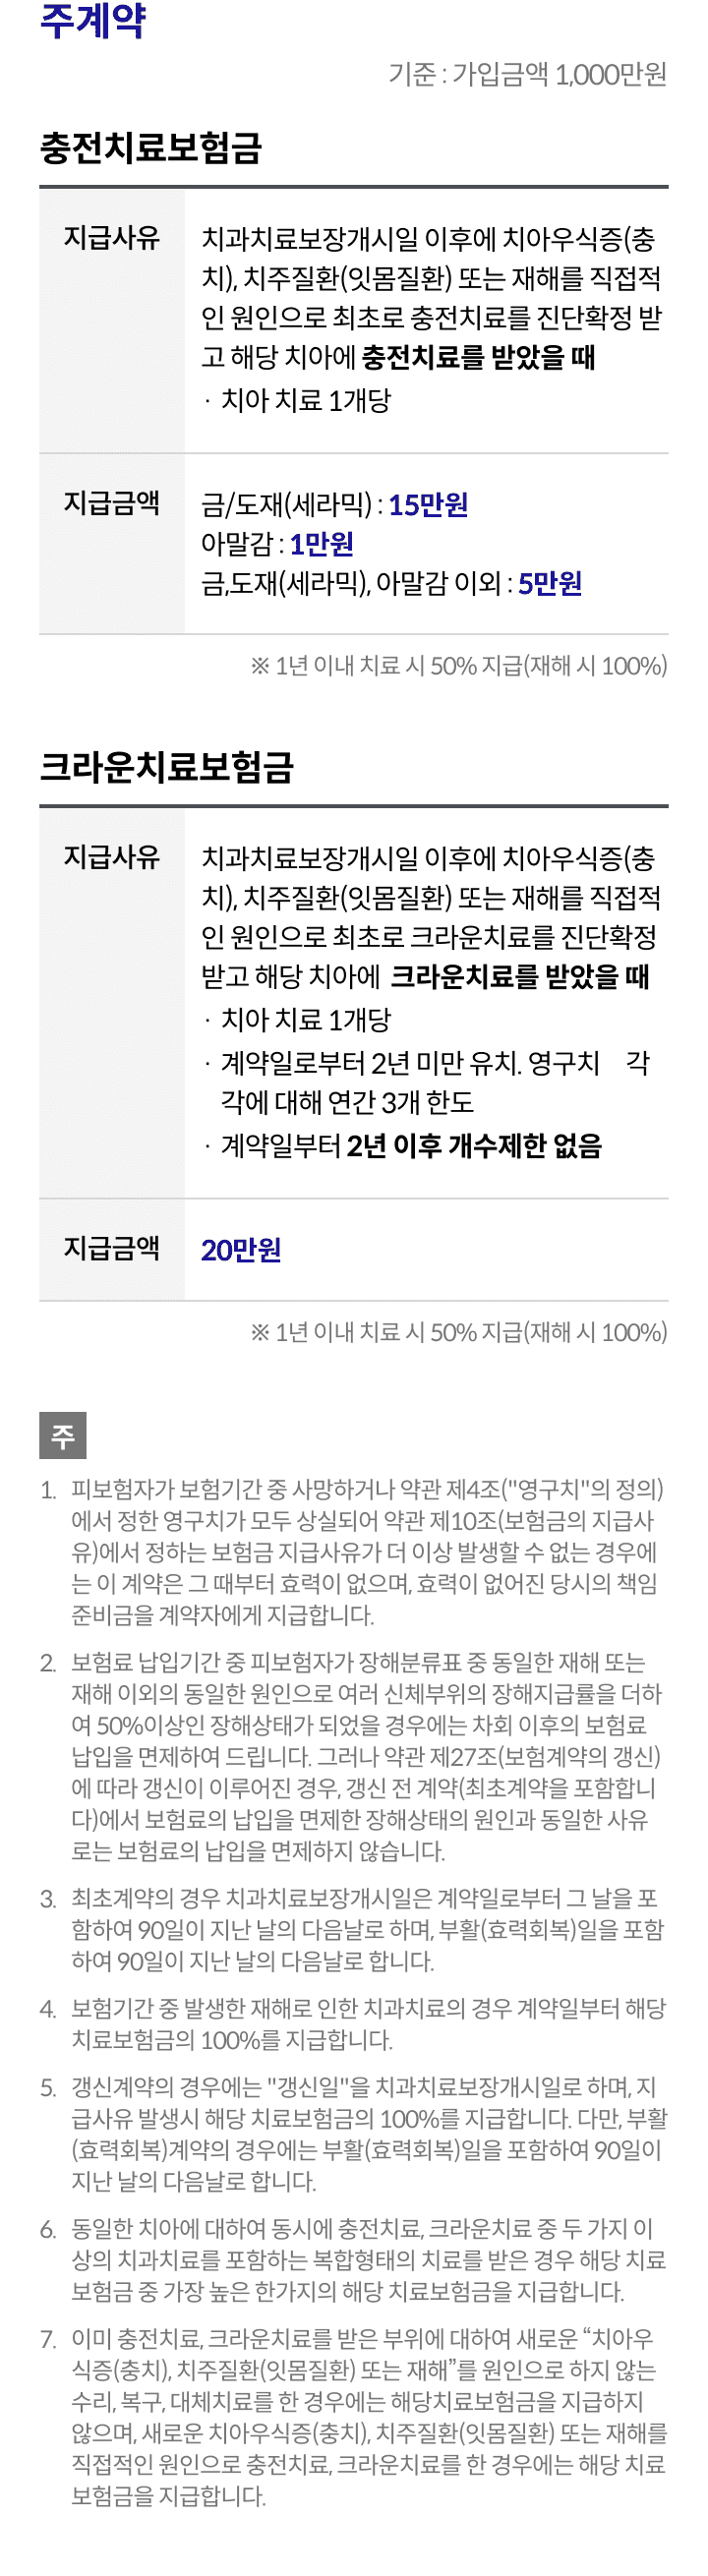 주계약
기준 : 가입금액 1,000만원
충전치료보험금
지급사유
치과치료보장개시일 이후에 치아우식증(충
치), 치주질환(잇몸질환) 또는 재해를 직접적
인 원인으로 최초로 충전치료를 진단확정 받
고 해당 치아에 충전치료를 받았을 때
· 치아 치료 1개당
지급금액
금/도재(세라믹) : 15만원
아말감 : 1만원
금,도재(세라믹), 아말감 이외 : 5만원
※ 1년 이내 치료 시 50% 지급(재해 시 100%)
크라운치료보험금
지급사유
치과치료보장개시일 이후에 치아우식증(충
치), 치주질환(잇몸질환) 또는 재해를 직접적
인 원인으로 최초로 크라운치료를 진단확정
받고 해당 치아에 크라운치료를 받았을 때
· 치아 치료 1개당
· 계약일로부터 2년 미만 유치. 영구치 각
각에 대해 연간 3개 한도
· 계약일부터 2년 이후 개수제한 없음
지급금액
20만원
※ 1년 이내 치료 시 50% 지급(재해 시 100%)
주
1. 피보험자가 보험기간 중 사망하거나 약관 제4조("영구치"의 정의)
에서 정한 영구치가 모두 상실되어 약관 제10조(보험금의 지급사
유)에서 정하는 보험금 지급사유가 더 이상 발생할 수 없는 경우에
는 이 계약은 그 때부터 효력이 없으며, 효력이 없어진 당시의 책임
준비금을 계약자에게 지급합니다.
2. 보험료 납입기간 중 피보험자가 장해분류표 중 동일한 재해 또는
재해 이외의 동일한 원인으로 여러 신체부위의 장해지급률을 더하
여 50%이상인 장해상태가 되었을 경우에는 차회 이후의 보험료
납입을 면제하여 드립니다. 그러나 약관 제27조(보험계약의 갱신)
에 따라 갱신이 이루어진 경우, 갱신 전 계약(최초계약을 포함합니
다)에서 보험료의 납입을 면제한 장해상태의 원인과 동일한 사유
로는 보험료의 납입을 면제하지 않습니다.
3. 최초계약의 경우 치과치료보장개시일은 계약일로부터 그 날을 포
함하여 90일이 지난 날의 다음날로 하며, 부활(효력회복)일을 포함
하여 90일이 지난 날의 다음날로 합니다.
4. 보험기간 중 발생한 재해로 인한 치과치료의 경우 계약일부터 해당
치료보험금의 100%를 지급합니다.
5. 갱신계약의 경우에는 "갱신일"을 치과치료보장개시일로 하며, 지
급사유 발생시 해당 치료보험금의 100%를 지급합니다. 다만, 부활
(효력회복)계약의 경우에는 부활(효력회복)일을 포함하여 90일이
지난 날의 다음날로 합니다.
6. 동일한 치아에 대하여 동시에 충전치료, 크라운치료 중 두 가지 이
상의 치과치료를 포함하는 복합형태의 치료를 받은 경우 해당 치료
보험금 중 가장 높은 한가지의 해당 치료보험금을 지급합니다.
7. 이미 충전치료, 크라운치료를 받은 부위에 대하여 새로운 “치아우
식증(충치), 치주질환(잇몸질환) 또는 재해”를 원인으로 하지 않는
수리, 복구, 대체치료를 한 경우에는 해당치료보험금을 지급하지
않으며, 새로운 치아우식증(충치), 치주질환(잇몸질환) 또는 재해를
직접적인 원인으로 충전치료, 크라운치료를 한 경우에는 해당 치료
보험금을 지급합니다.